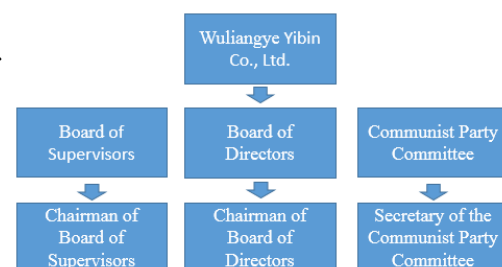 Wuliangye Yibin
Co., Ltd.
Board of
Supervisors
Board of
Directors
Communist Party
Committee
Chairman of
Board of
Supervisors
Chairman of
Board of
Directors
Secretary of the
Communist Party
Committee